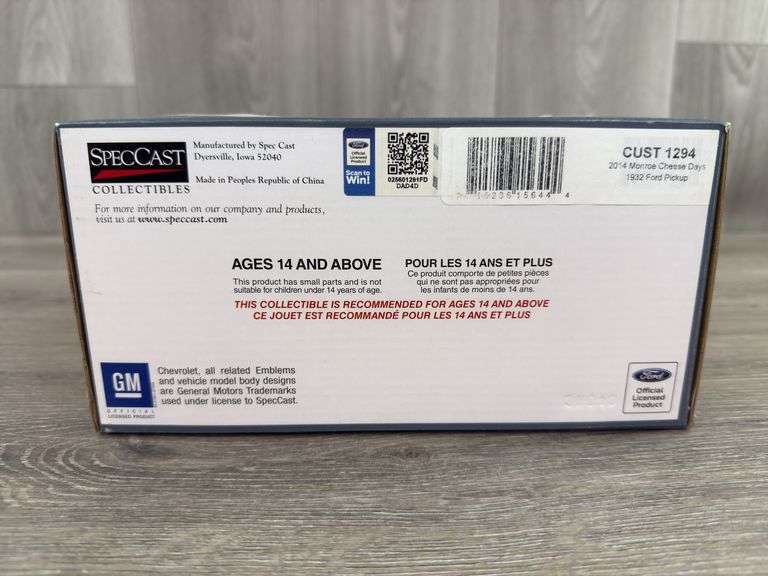 SPECCAST
COLLECTIBLES
Manufactured by Spec Cast
Dyersville, Iowa 52040
Made in Peoples Republic of China
For more information on our company and products,
visit us at www.speccast.com
Ford
Official
Licensed
Product
Scan to
Win!
025601291FD
DAD4D
CUST 1294
2014 Monroe Cheese Days
1932 Ford Pickup
AGES 14 AND ABOVE
This product has small parts and is not
suitable for children under 14 years of age.
POUR LES 14 ANS ET PLUS
Ce produit comporte de petites pièces
qui ne sont pas appropriées pour
les infants de moins de 14 ans.
THIS COLLECTIBLE IS RECOMMENDED FOR AGES 14 AND ABOVE
CE JOUET EST RECOMMANDÉ POUR LES 14 ANS ET PLUS
GM
OFFICIAL
LICENSED PRODUCT
Chevrolet, all related Emblems
and vehicle model body designs
are General Motors Trademarks
used under license to SpecCast.
Ford
Official
Licensed
Product